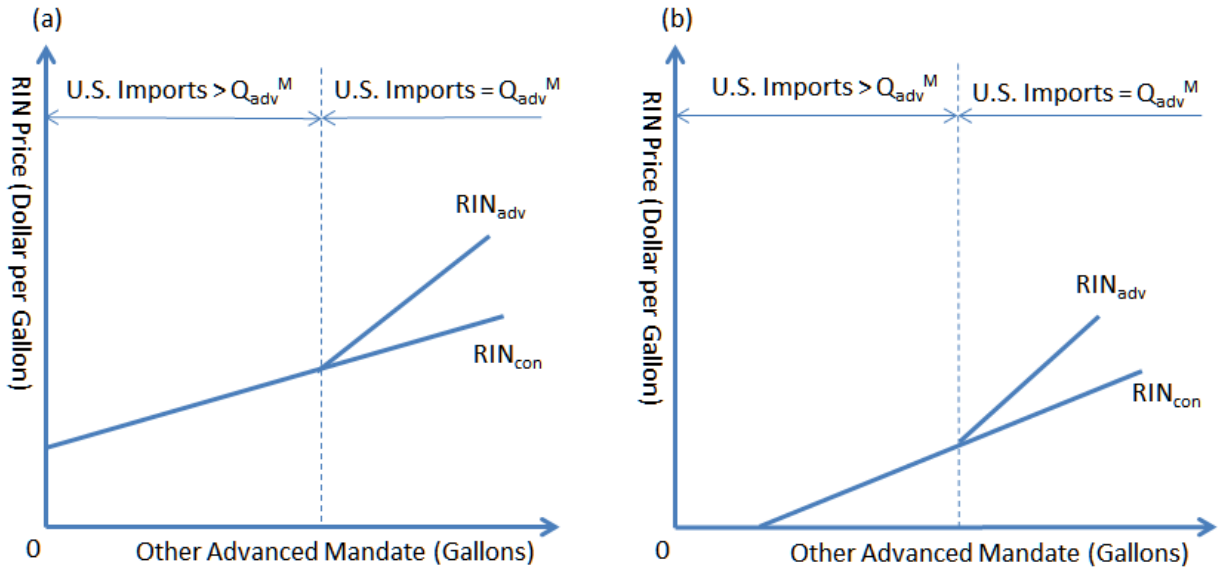 (a)
RIN Price (Dollar per Gallon)
U.S. Imports > Q_adv^M
U.S. Imports = Q_adv^M
RIN_adv
RIN_con
0
Other Advanced Mandate (Gallons)
(b)
RIN Price (Dollar per Gallon)
U.S. Imports > Q_adv^M
U.S. Imports = Q_adv^M
RIN_adv
RIN_con
0
Other Advanced Mandate (Gallons)